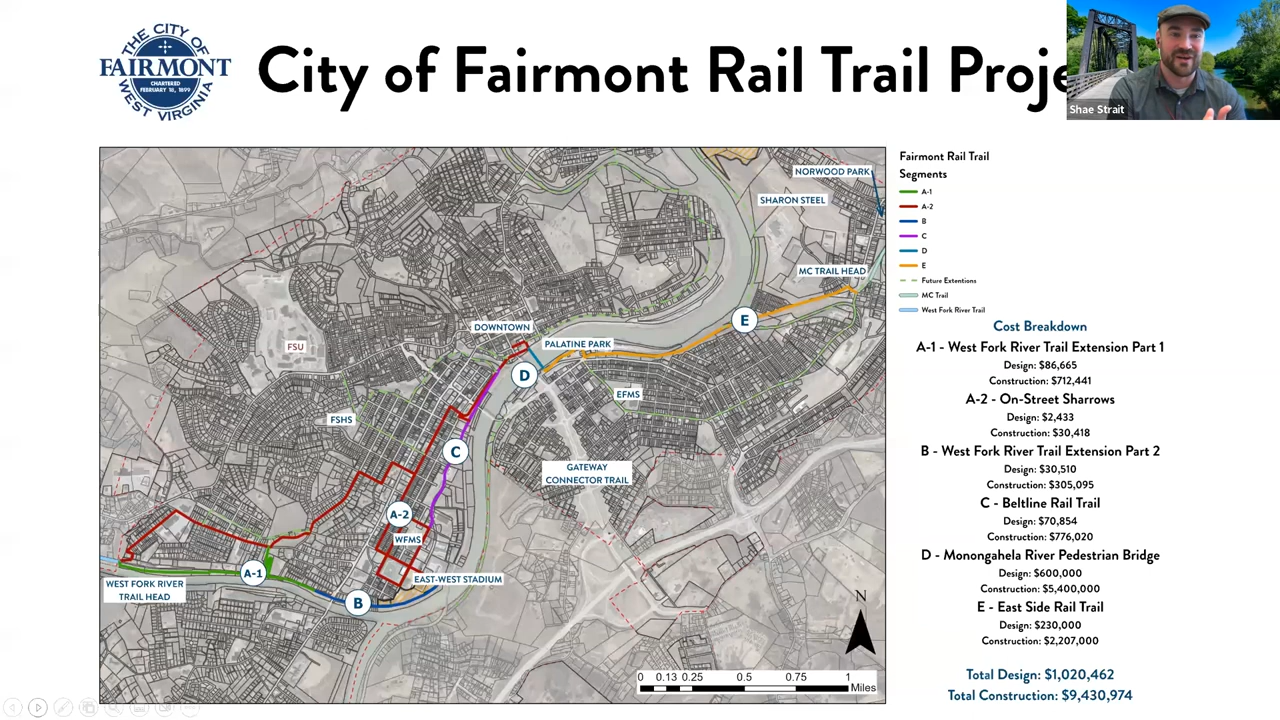 THE CITY OF
FAIRMONT
CHARTERED
FEBRUARY 18, 1899
WEST VIRGINIA
City of Fairmont Rail Trail Proje
Shae Strait
NORWOOD PARK
SHARON STEEL
MC TRAIL HEAD
E
DOWNTOWN
PALATINE PARK
FSU
D
EFMS
FSHS
C
GATEWAY
CONNECTOR TRAIL
A-2
WFMS
A-1
EAST-WEST STADIUM
WEST FORK RIVER
TRAIL HEAD
B
N
0 0.13 0.25 0.5 0.75 1
Miles
Fairmont Rail Trail
Segments
A-1
A-2
B
C
D
E
Future Extentions
MC Trail
West Fork River Trail
Cost Breakdown
A-1 - West Fork River Trail Extension Part 1
Design: $86,665
Construction: $712,441
A-2 - On-Street Sharrows
Design: $2,433
Construction: $30,418
B - West Fork River Trail Extension Part 2
Design: $30,510
Construction: $305,095
C - Beltline Rail Trail
Design: $70,854
Construction: $776,020
D - Monongahela River Pedestrian Bridge
Design: $600,000
Construction: $5,400,000
E - East Side Rail Trail
Design: $230,000
Construction: $2,207,000
Total Design: $1,020,462
Total Construction: $9,430,974